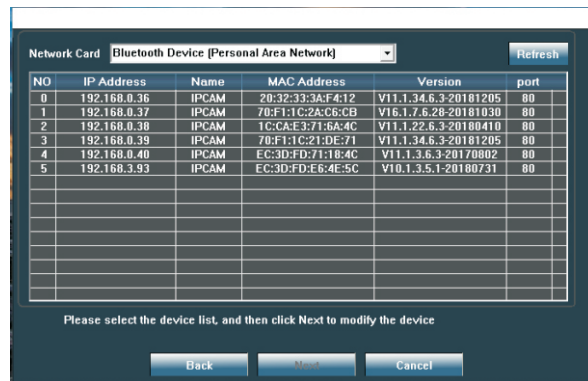 Network Card Bluetooth Device (Personal Area Network) Refresh
NO IP Address Name MAC Address Version port
0 192.168.0.36 IPCAM 20:32:33:3A:F4:12 V11.1.34.6.3-20181205 80
1 192.168.0.37 IPCAM 70:F1:1C:2A:C6:CB V16.1.7.6.28-20181030 80
2 192.168.0.38 IPCAM 1C:CA:E3:71:6A:4C V11.1.22.6.3-20180410 80
3 192.168.0.39 IPCAM 70:F1:1C:21:DE:71 V11.1.34.6.3-20181205 80
4 192.168.0.40 IPCAM EC:3D:FD:71:18:4C V11.1.3.6.3-20170802 80
5 192.168.3.93 IPCAM EC:3D:FD:E6:4E:5C V10.1.3.5.1-20180731 80
Please select the device list, and then click Next to modify the device
Back Next Cancel